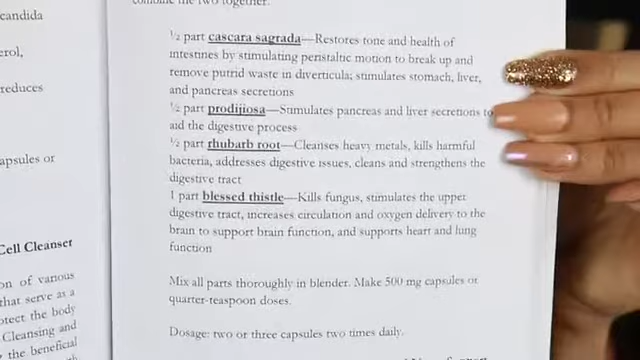 candida
erol,
reduces
apsules or
Cell Cleanset
on of various
that serve as a
otect the body
Cleansing and
the beneficial
combine the two together.
½ part cascara sagrada—Restores tone and health of
intestines by stimulating peristaltic motion to break up and
remove putrid waste in diverticula; stimulates stomach, liver,
and pancreas secretions
½ part prodijiosa—Stimulates pancreas and liver secretions to
aid the digestive process
½ part rhubarb root—Cleanses heavy metals, kills harmful
bacteria, addresses digestive issues, cleans and strengthens the
digestive tract
1 part blessed thistle—Kills fungus, stimulates the upper
digestive tract, increases circulation and oxygen delivery to the
brain to support brain function, and supports heart and lung
function
Mix all parts thoroughly in blender. Make 500 mg capsules or
quarter-teaspoon doses.
Dosage: two or three capsules two times daily.